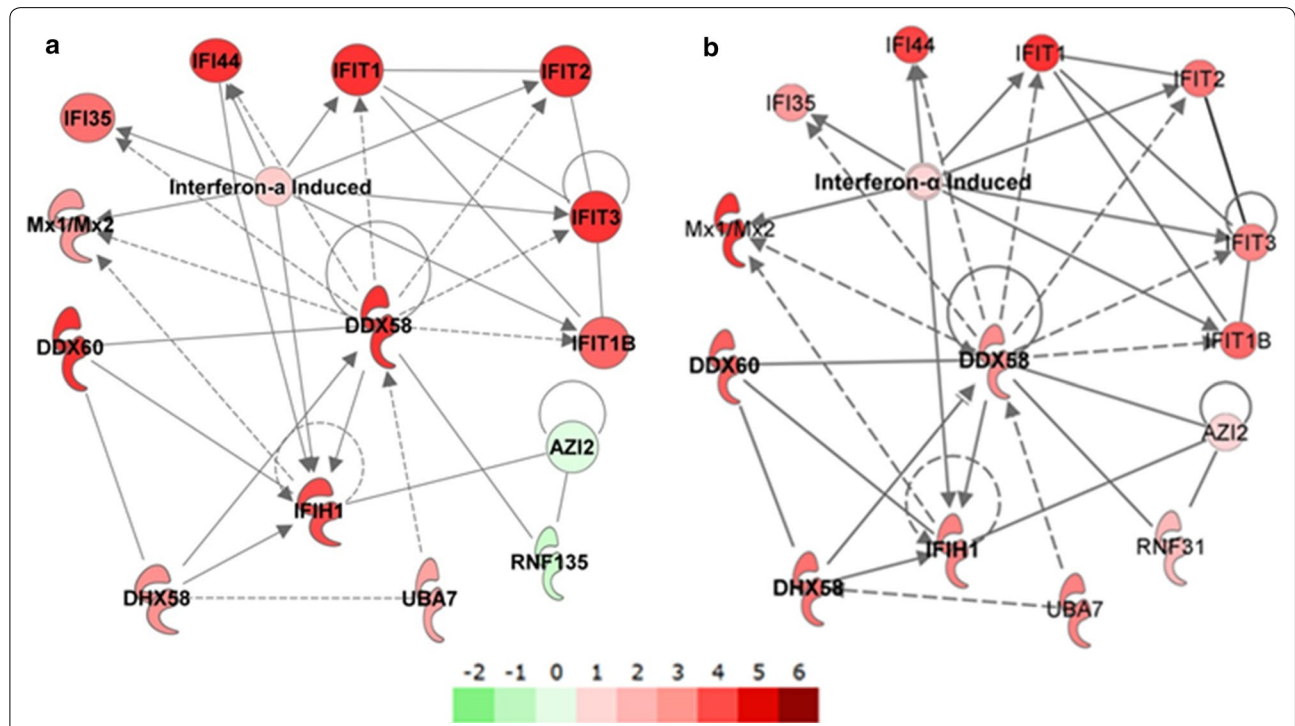 a
IFI44
IFIT1
IFIT2
IFI35
Interferon-a Induced
Mx1/Mx2
IFIT3
DDX58
DDX60
IFIT1B
AZI2
IFIH1
RNF135
DHX58
UBA7
b
IFI44
IFIT1
IFIT2
IFI35
Interferon-α Induced
Mx1/Mx2
IFIT3
IFIT1B
DDX58
DDX60
AZI2
IFIH1
RNF31
DHX58
UBA7
-2 -1 0 1 2 3 4 5 6